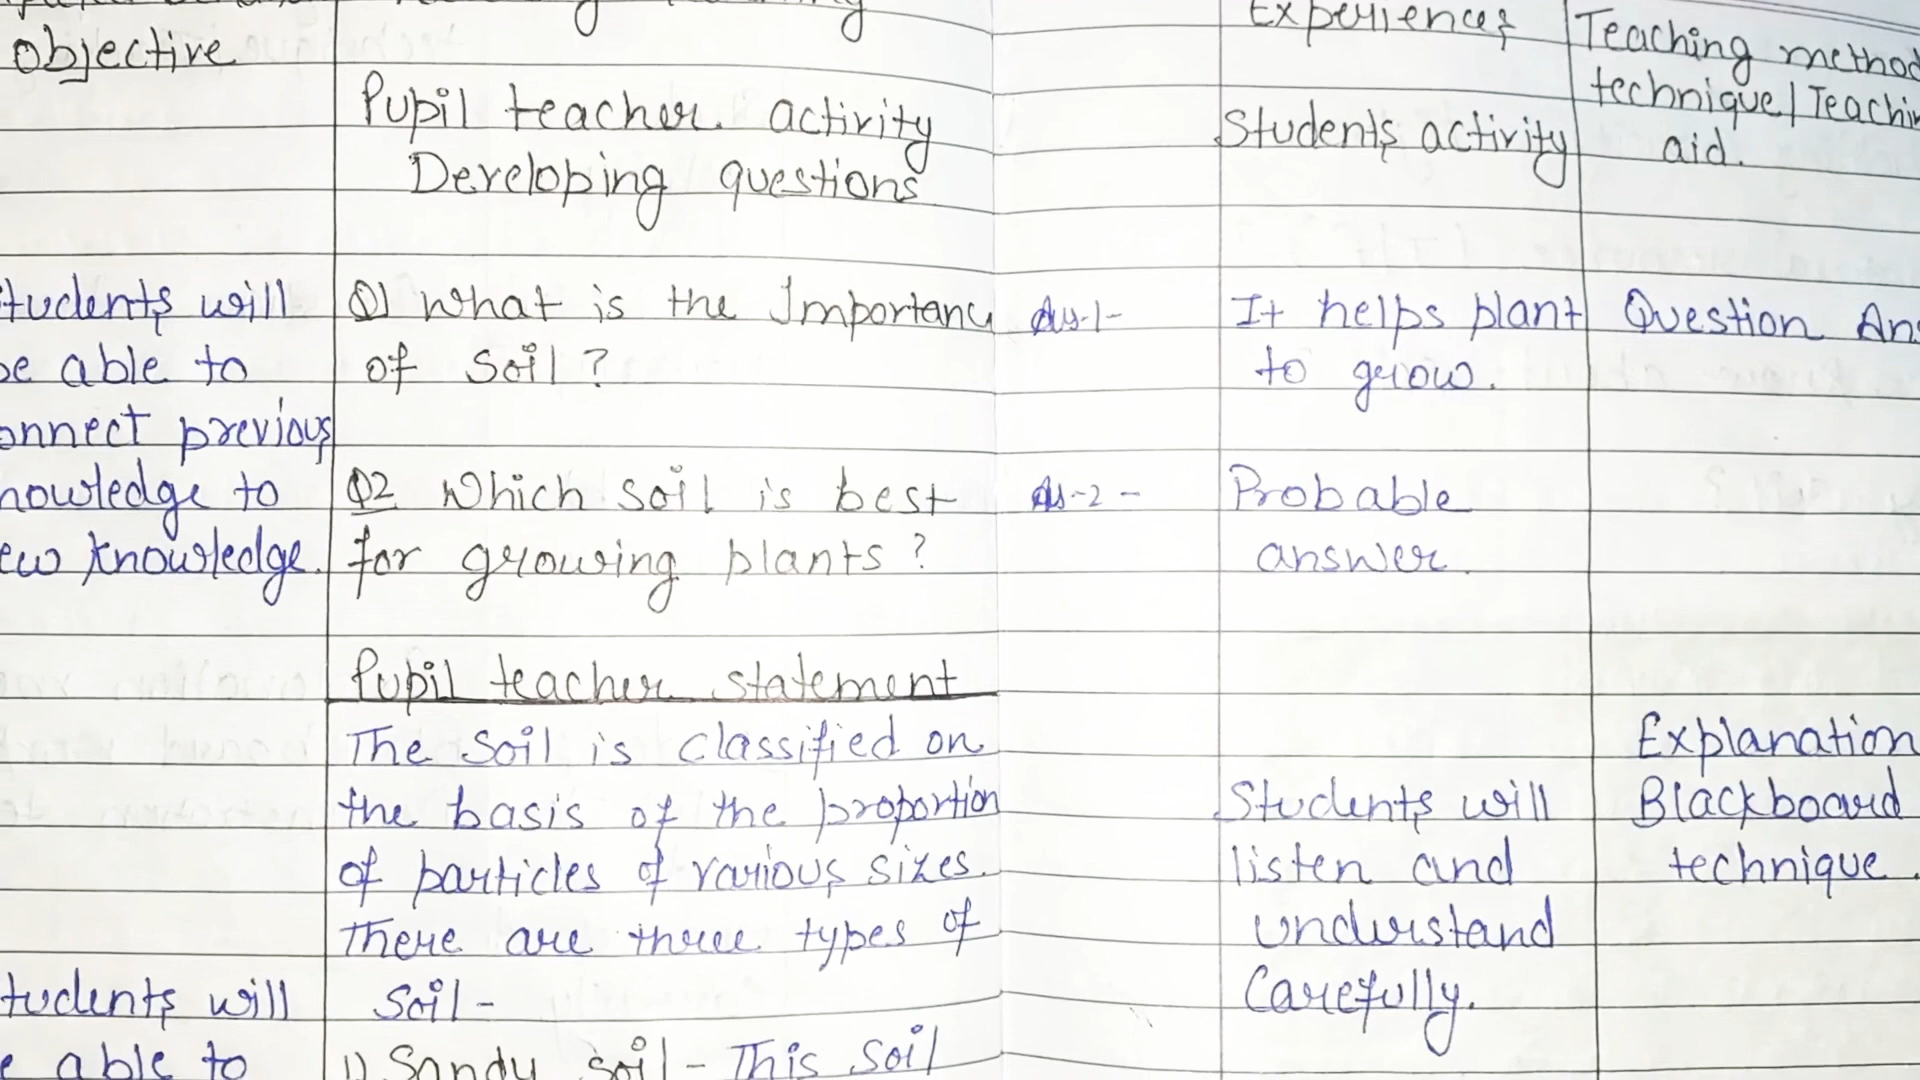 objective
Pupil teacher activity
Developing questions
Experiences
Students activity
Teaching method
technique/Teachin
aid.
tudents will
be able to
onnect previous
nowledge to
ew knowledge.
Q1 What is the Importanc
of Soil?
Q2 Which soil is best
for growing plants?
Ans-1-
It helps plant
to grow.
Question Ans
Ans-2-
Probable
answer.
Pupil teacher statement
The Soil is classified on
the basis of the proportion
of particles of various sizes.
There are three types of
Soil-
1) Sandy soil - This Soil
tudents will
e able to
Students will
listen and
understand
Carefully.
Explanation
Blackboard
technique.